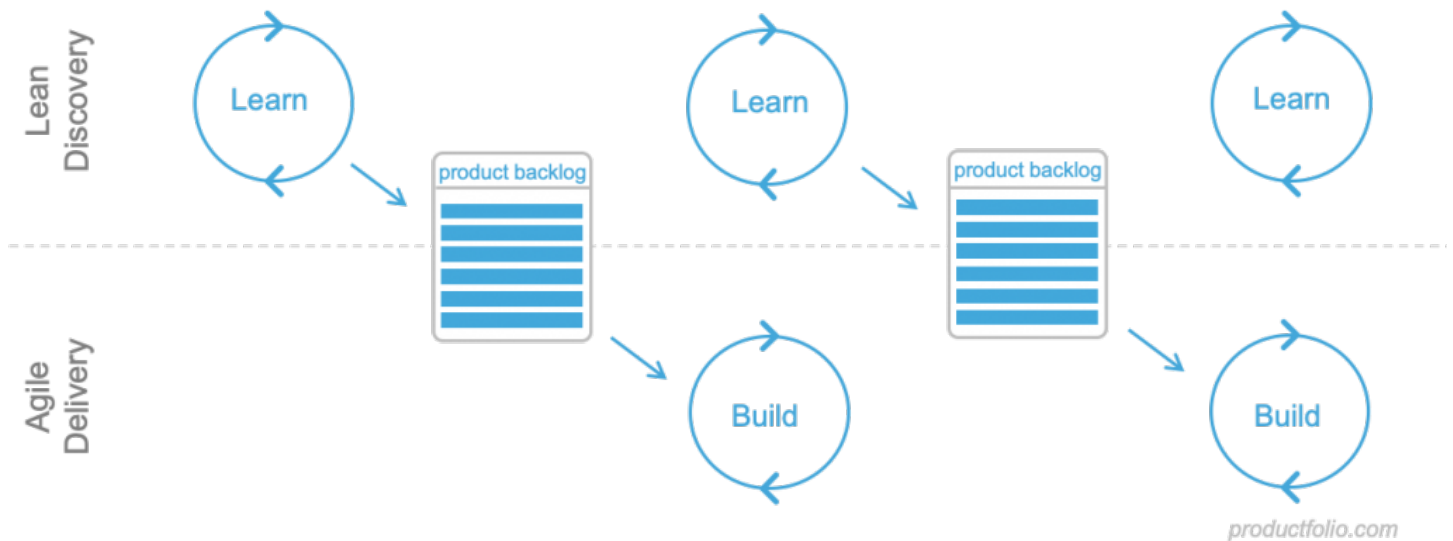 Lean
Discovery
Learn
Learn
Learn
product backlog
product backlog
Agile
Delivery
Build
Build
productfolio.com